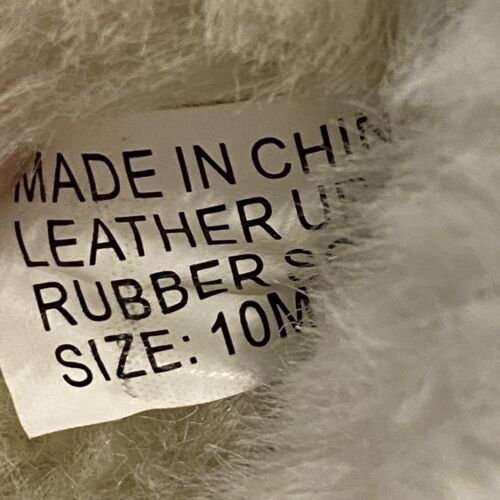 MADE IN CHIN
LEATHER U
RUBBER S
SIZE: 10M